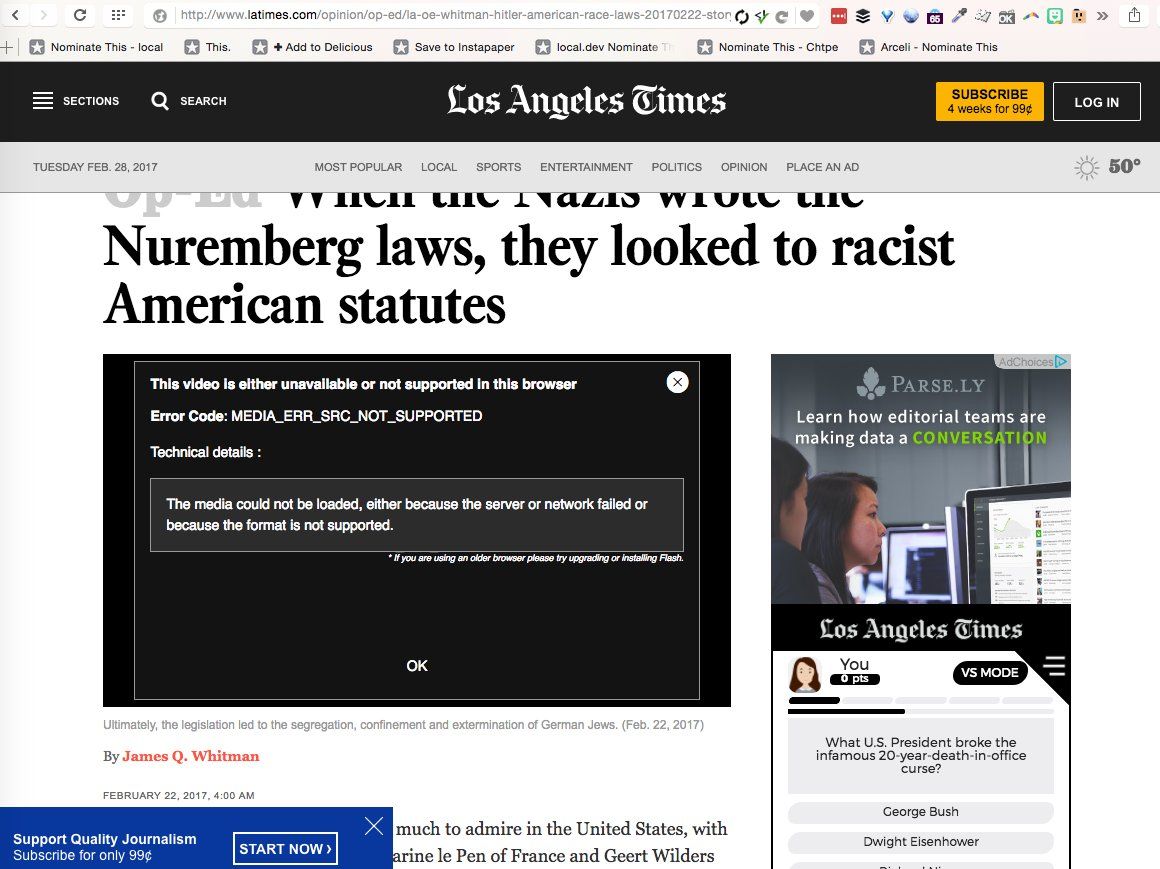 http://www.latimes.com/opinion/op-ed/la-oe-whitman-hitler-american-race-laws-20170222-story
65
OK
Nominate This - local
This.
+ Add to Delicious
Save to Instapaper
local.dev Nominate Th
Nominate This - Chtpe
Arceli - Nominate This
SECTIONS
SEARCH
Los Angeles Times
SUBSCRIBE
4 weeks for 99¢
LOG IN
TUESDAY FEB. 28, 2017
MOST POPULAR
LOCAL
SPORTS
ENTERTAINMENT
POLITICS
OPINION
PLACE AN AD
50°
Op-Ed When the Nazis wrote the
Nuremberg laws, they looked to racist
American statutes
This video is either unavailable or not supported in this browser
Error Code: MEDIA_ERR_SRC_NOT_SUPPORTED
Technical details :
The media could not be loaded, either because the server or network failed or
because the format is not supported.
* If you are using an older browser please try upgrading or installing Flash.
OK
Ultimately, the legislation led to the segregation, confinement and extermination of German Jews. (Feb. 22, 2017)
By James Q. Whitman
FEBRUARY 22, 2017, 4:00 AM
much to admire in the United States, with
arine le Pen of France and Geert Wilders
Support Quality Journalism
Subscribe for only 99¢
START NOW ›
AdChoices
PARSE.LY
Learn how editorial teams are
making data a CONVERSATION
Los Angeles Times
You
0 pts
VS MODE
What U.S. President broke the
infamous 20-year-death-in-office
curse?
George Bush
Dwight Eisenhower